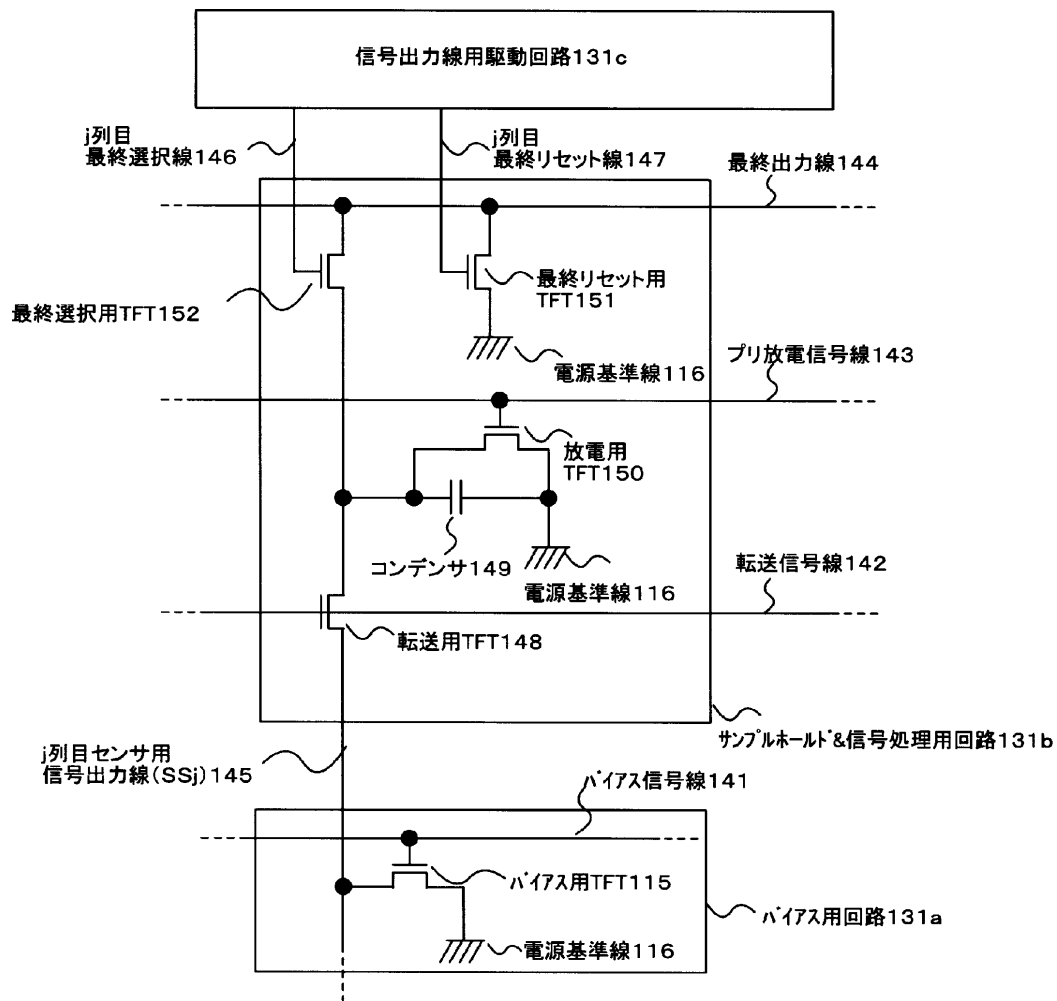 信号出力線用駆動回路131c
j列目
最終選択線146
j列目
最終リセット線147
最終出力線144
最終リセット用
TFT151
最終選択用TFT152
電源基準線116
プリ放電信号線143
放電用
TFT150
コンデンサ149
電源基準線116
転送信号線142
転送用TFT148
サンプルホールド&信号処理用回路131b
j列目センサ用
信号出力線(SSj)145
バイアス信号線141
バイアス用TFT115
バイアス用回路131a
電源基準線116